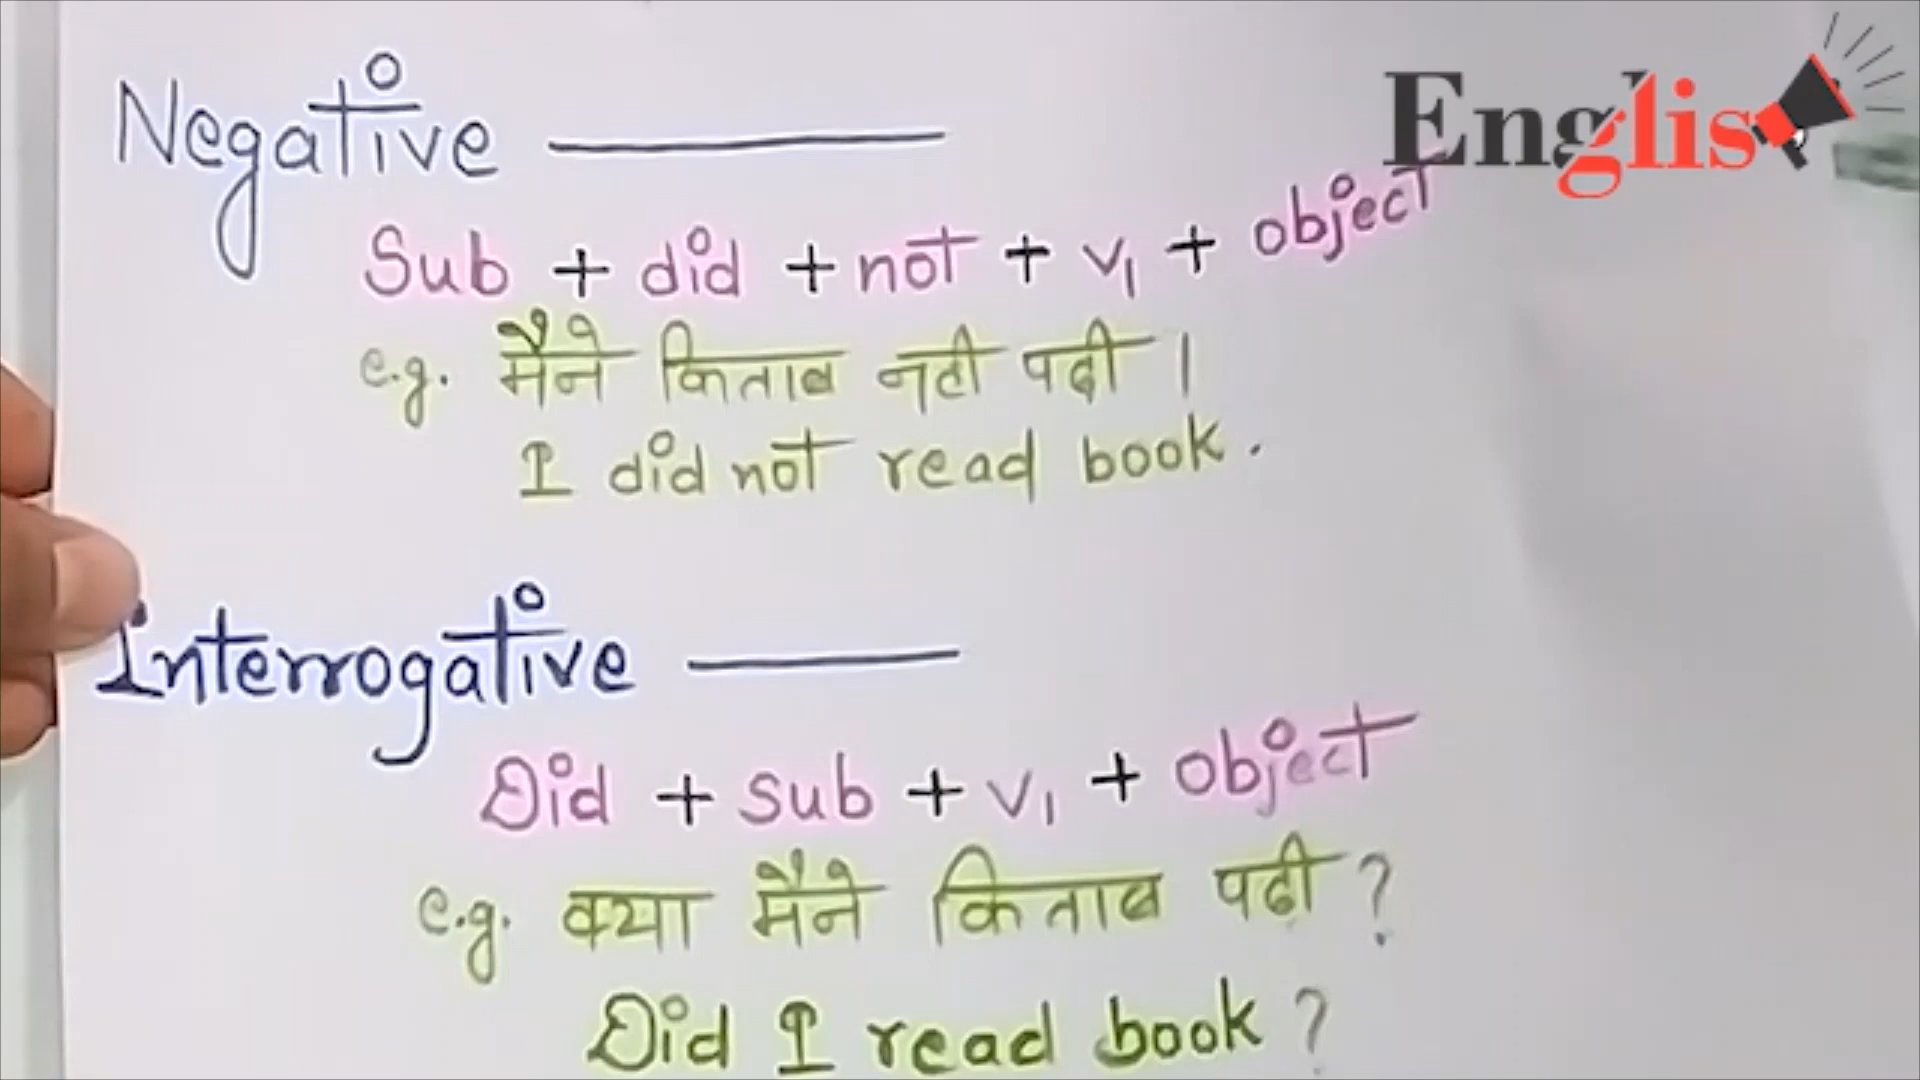 Negative
Englis
Sub + did + not + v1 + object
e.g. मैने किताब नही पढी ।
I did not read book.
Interrogative
Did + sub + v1 + object
e.g. क्या मैने किताब पढी ?
Did I read book ?